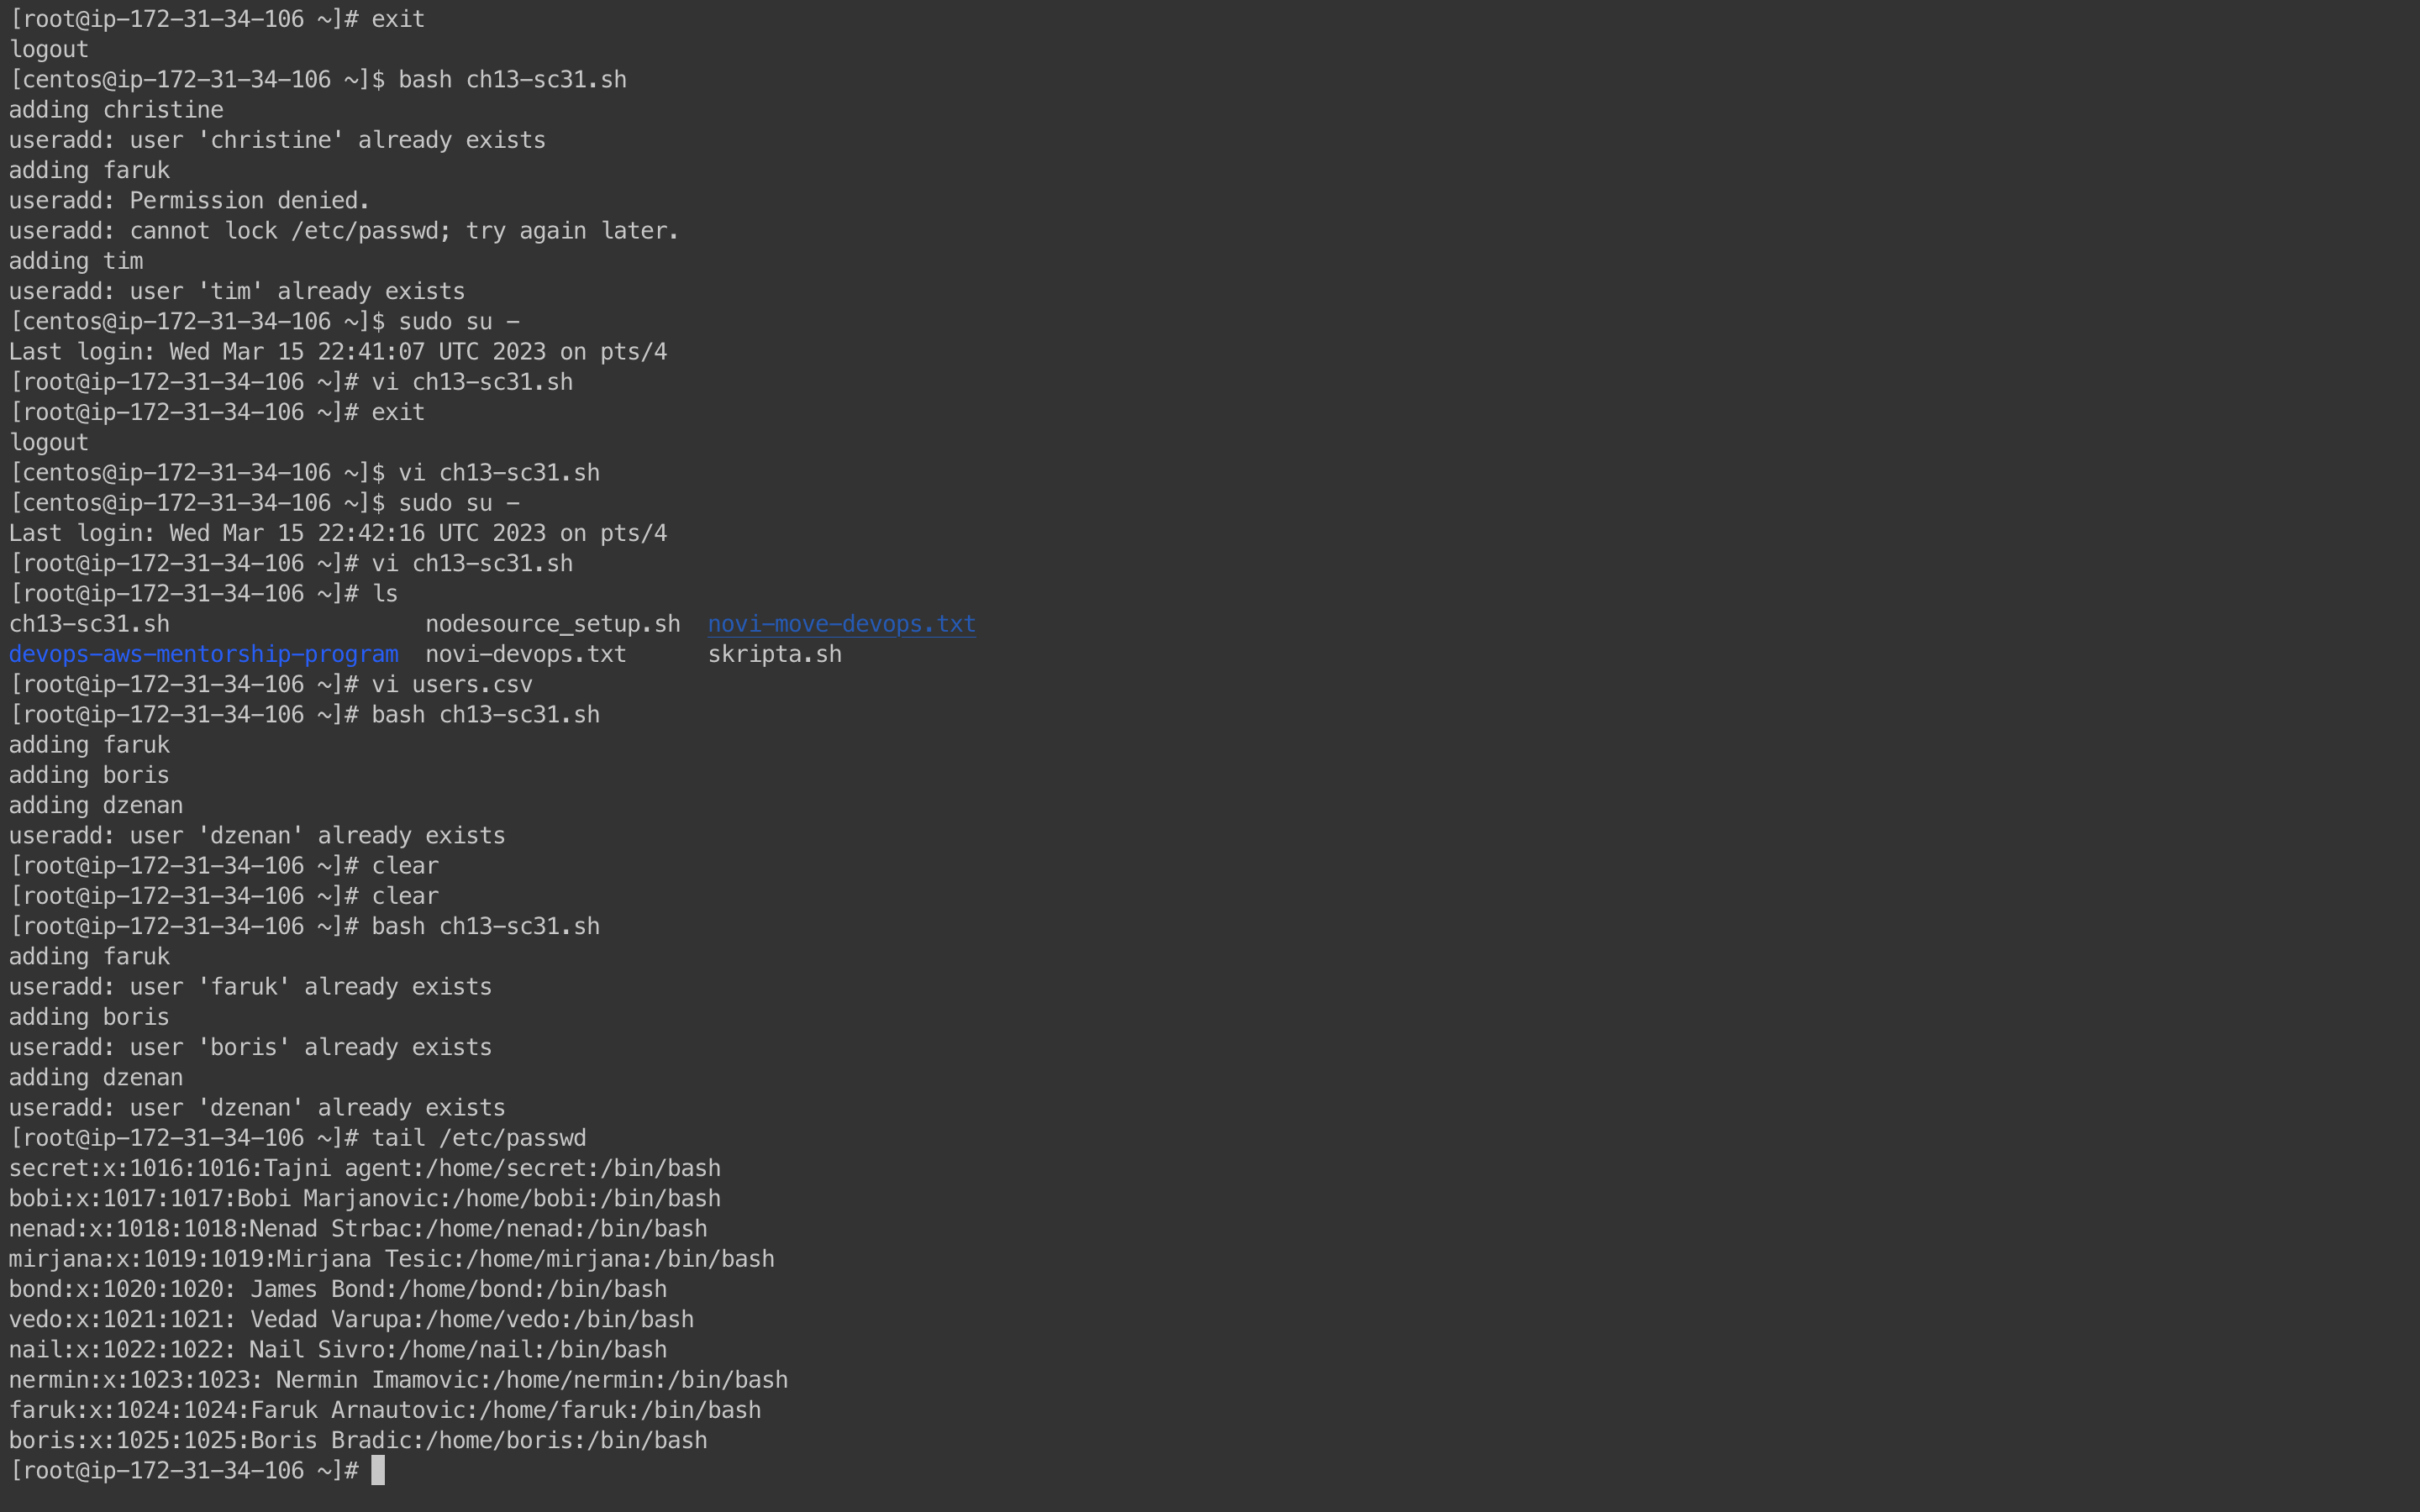 [root@ip-172-31-34-106 ~]# exit
logout
[centos@ip-172-31-34-106 ~]$ bash ch13-sc31.sh
adding christine
useradd: user 'christine' already exists
adding faruk
useradd: Permission denied.
useradd: cannot lock /etc/passwd; try again later.
adding tim
useradd: user 'tim' already exists
[centos@ip-172-31-34-106 ~]$ sudo su -
Last login: Wed Mar 15 22:41:07 UTC 2023 on pts/4
[root@ip-172-31-34-106 ~]# vi ch13-sc31.sh
[root@ip-172-31-34-106 ~]# exit
logout
[centos@ip-172-31-34-106 ~]$ vi ch13-sc31.sh
[centos@ip-172-31-34-106 ~]$ sudo su -
Last login: Wed Mar 15 22:42:16 UTC 2023 on pts/4
[root@ip-172-31-34-106 ~]# vi ch13-sc31.sh
[root@ip-172-31-34-106 ~]# ls
ch13-sc31.sh                   nodesource_setup.sh  novi-move-devops.txt
devops-aws-mentorship-program  novi-devops.txt      skripta.sh
[root@ip-172-31-34-106 ~]# vi users.csv
[root@ip-172-31-34-106 ~]# bash ch13-sc31.sh
adding faruk
adding boris
adding dzenan
useradd: user 'dzenan' already exists
[root@ip-172-31-34-106 ~]# clear
[root@ip-172-31-34-106 ~]# clear
[root@ip-172-31-34-106 ~]# bash ch13-sc31.sh
adding faruk
useradd: user 'faruk' already exists
adding boris
useradd: user 'boris' already exists
adding dzenan
useradd: user 'dzenan' already exists
[root@ip-172-31-34-106 ~]# tail /etc/passwd
secret:x:1016:1016:Tajni agent:/home/secret:/bin/bash
bobi:x:1017:1017:Bobi Marjanovic:/home/bobi:/bin/bash
nenad:x:1018:1018:Nenad Strbac:/home/nenad:/bin/bash
mirjana:x:1019:1019:Mirjana Tesic:/home/mirjana:/bin/bash
bond:x:1020:1020: James Bond:/home/bond:/bin/bash
vedo:x:1021:1021: Vedad Varupa:/home/vedo:/bin/bash
nail:x:1022:1022: Nail Sivro:/home/nail:/bin/bash
nermin:x:1023:1023: Nermin Imamovic:/home/nermin:/bin/bash
faruk:x:1024:1024:Faruk Arnautovic:/home/faruk:/bin/bash
boris:x:1025:1025:Boris Bradic:/home/boris:/bin/bash
[root@ip-172-31-34-106 ~]#